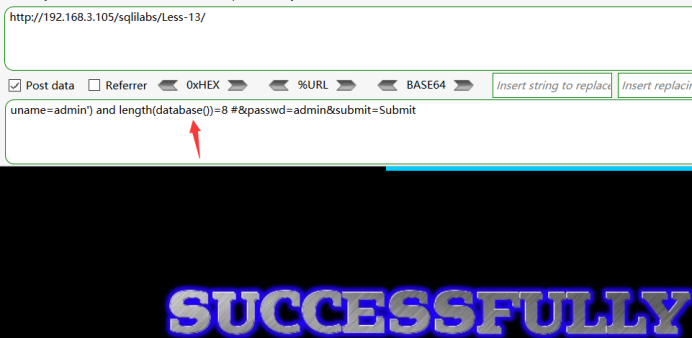 http://192.168.3.105/sqlilabs/Less-13/
Post data Referrer 0xHEX %URL BASE64 Insert string to replace Insert replacin
uname=admin') and length(database())=8 #&passwd=admin&submit=Submit
SUCCESSFULLY